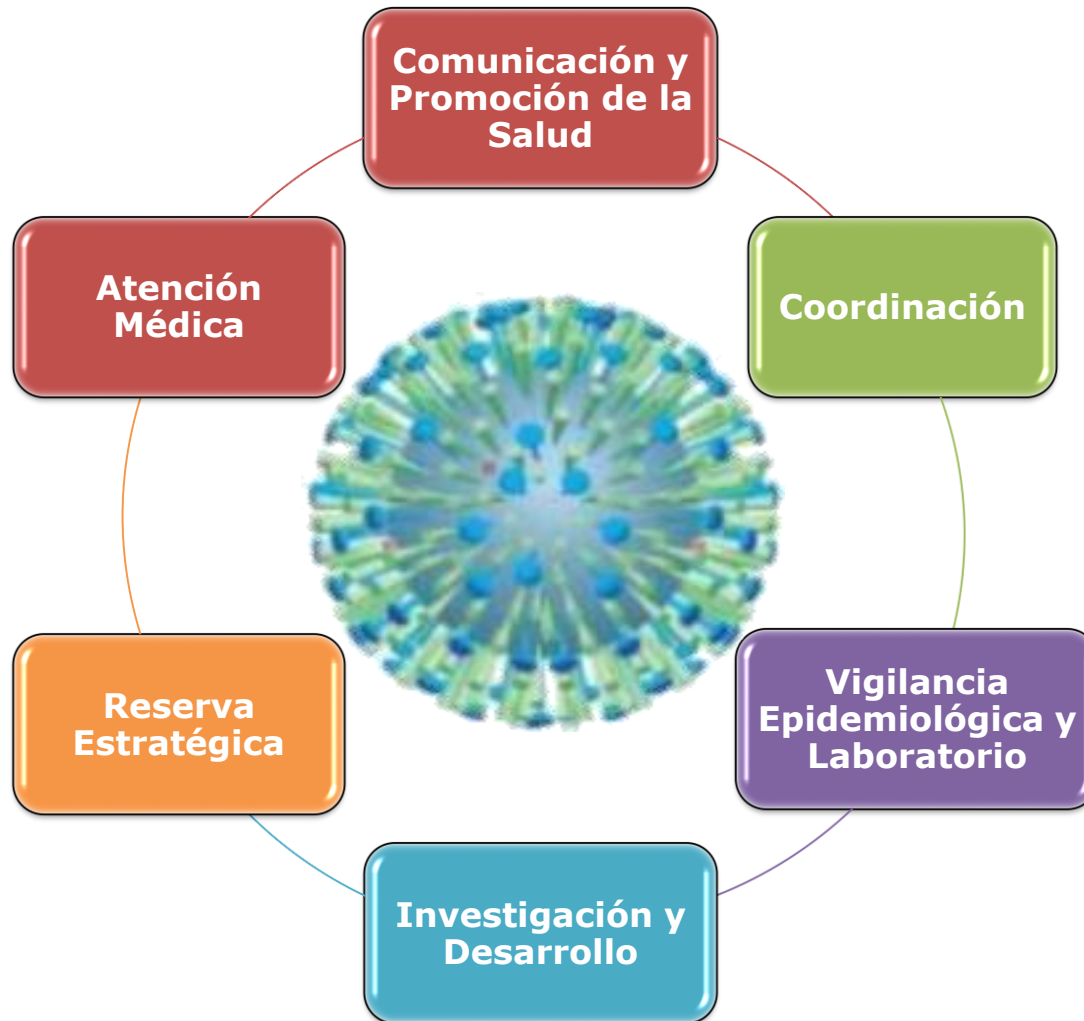 Comunicación y
Promoción de la
Salud
Coordinación
Vigilancia
Epidemiológica y
Laboratorio
Investigación y
Desarrollo
Reserva
Estratégica
Atención
Médica